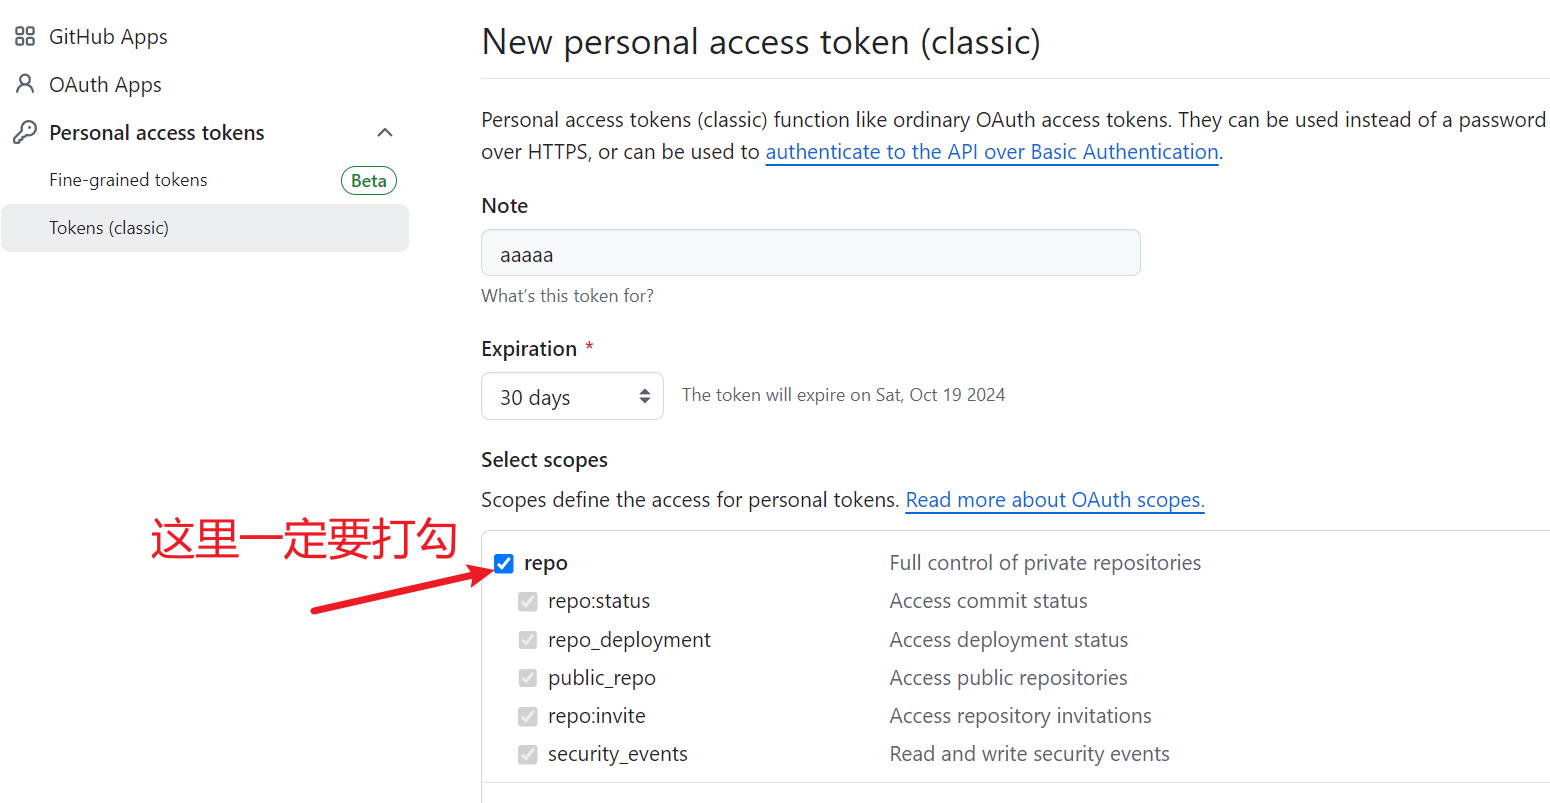 GitHub Apps
OAuth Apps
Personal access tokens
Fine-grained tokens Beta
Tokens (classic)
New personal access token (classic)
Personal access tokens (classic) function like ordinary OAuth access tokens. They can be used instead of a password
over HTTPS, or can be used to authenticate to the API over Basic Authentication.
Note
aaaaa
What's this token for?
Expiration *
30 days The token will expire on Sat, Oct 19 2024
Select scopes
Scopes define the access for personal tokens. Read more about OAuth scopes.
这里一定要打勾
repo Full control of private repositories
repo:status Access commit status
repo_deployment Access deployment status
public_repo Access public repositories
repo:invite Access repository invitations
security_events Read and write security events